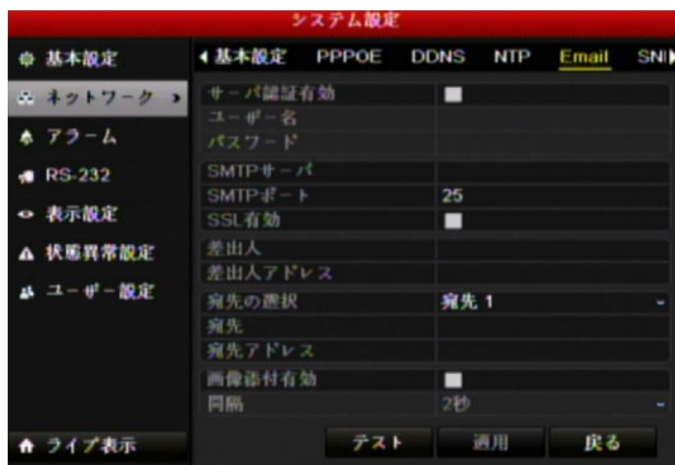 システム設定
基本設定
ネットワーク
アラーム
RS-232
表示設定
状態異常設定
ユーザー設定
ライブ表示
基本設定 PPPOE DDNS NTP Email SNI
サーバ認証有効
ユーザー名
パスワード
SMTPサーバ
SMTPポート 25
SSL有効
差出人
差出人アドレス
宛先の選択 宛先 1
宛先
宛先アドレス
画像添付有効
間隔 2秒
テスト 適用 戻る